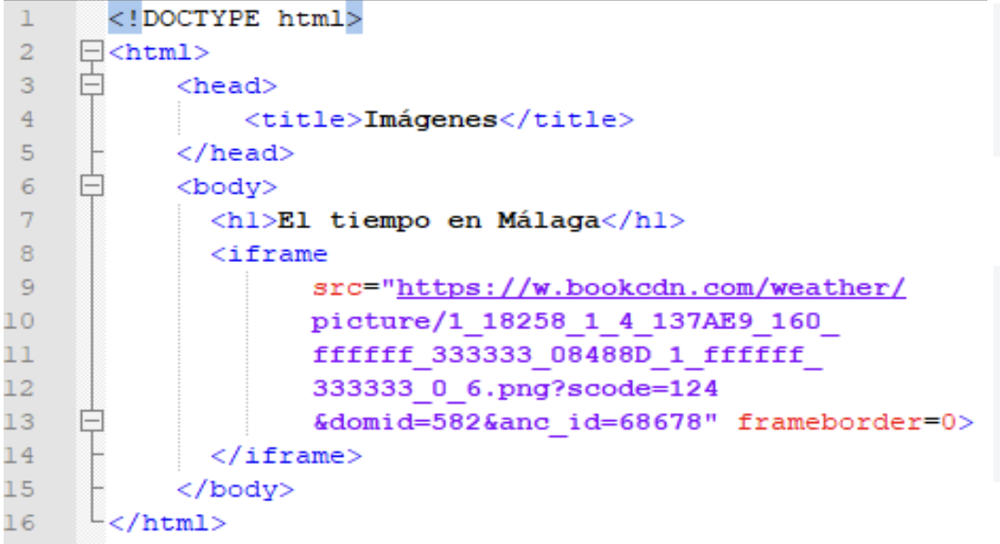 1 <!DOCTYPE html>
2 <html>
3 <head>
4 <title>Imágenes</title>
5 </head>
6 <body>
7 <h1>El tiempo en Málaga</h1>
8 <iframe
9 src="https://w.bookcdn.com/weather/
10 picture/1_18258_1_4_137AE9_160_
11 ffffff_333333_08488D_1_ffffff_
12 333333_0_6.png?scode=124
13 &domid=582&anc_id=68678" frameborder=0>
14 </iframe>
15 </body>
16 </html>